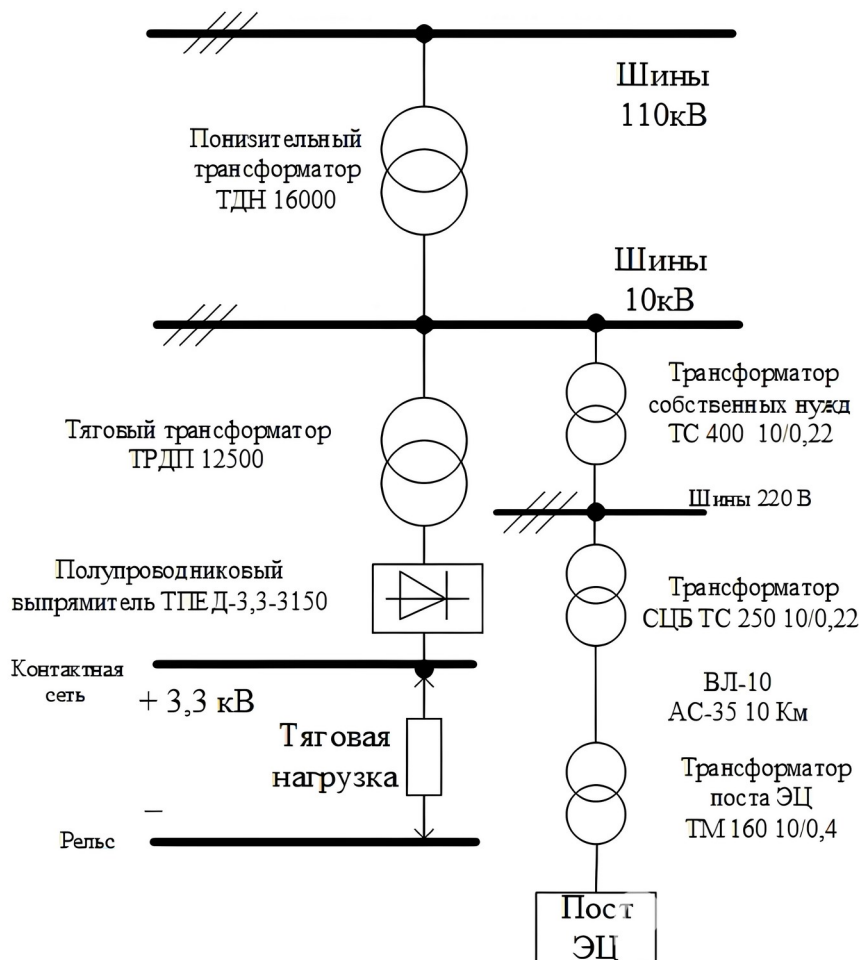 Шины
110кВ
Понизительный
трансформатор
ТДН 16000
Шины
10кВ
Трансформатор
собственных нужд
ТС 400 10/0,22
Тяговый трансформатор
ТРДП 12500
Шины 220 В
Полупроводниковый
выпрямитель ТПЕД-3,3-3150
Трансформатор
СЦБ ТС 250 10/0,22
Контактная
сеть
+ 3,3 кВ
ВЛ-10
АС-35 10 Км
Тяговая
нагрузка
Трансформатор
поста ЭЦ
ТМ 160 10/0,4
–
Рельс
Пост
ЭЦ